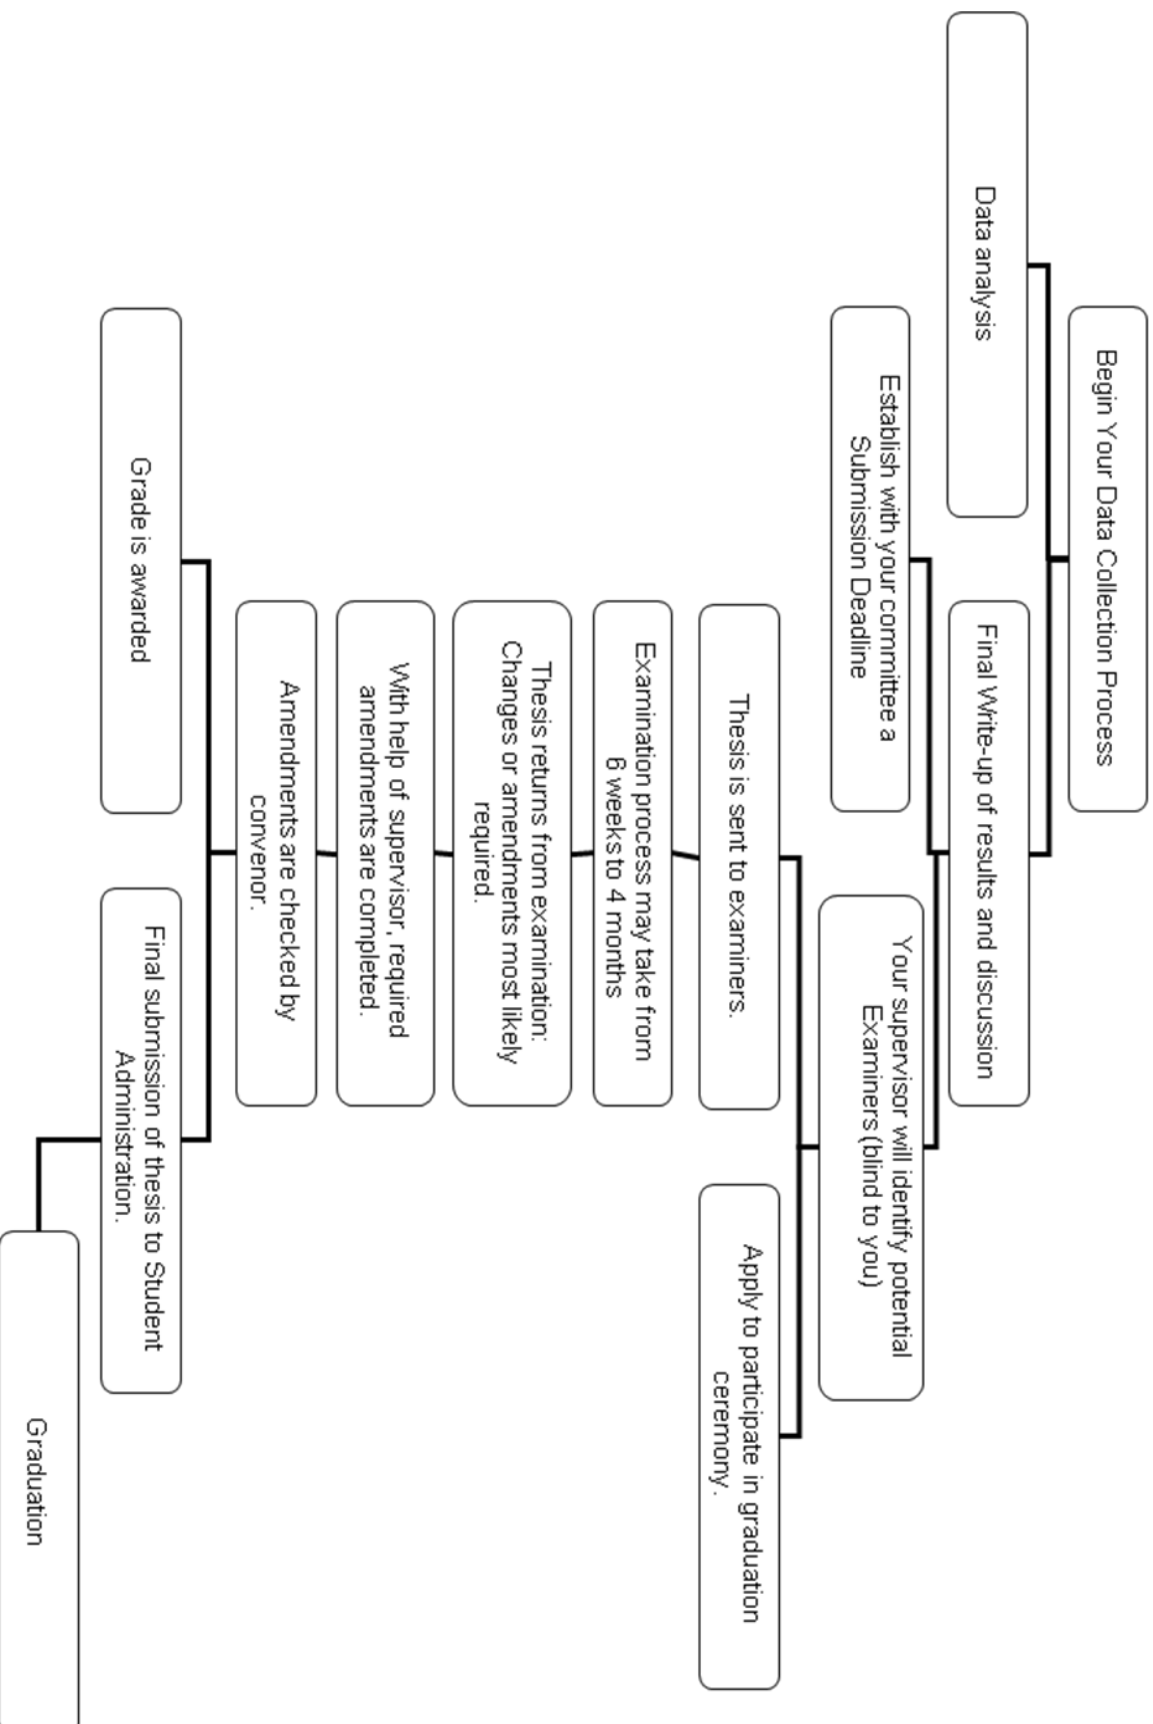 Begin Your Data Collection Process
Data analysis
Final Write-up of results and discussion
Establish with your committee a
Submission Deadline
Your supervisor will identify potential
Examiners (blind to you)
Thesis is sent to examiners.
Apply to participate in graduation
ceremony.
Examination process may take from
6 weeks to 4 months
Thesis returns from examination:
Changes or amendments most likely
required.
With help of supervisor, required
amendments are completed.
Amendments are checked by
convenor.
Grade is awarded
Final submission of thesis to Student
Administration.
Graduation